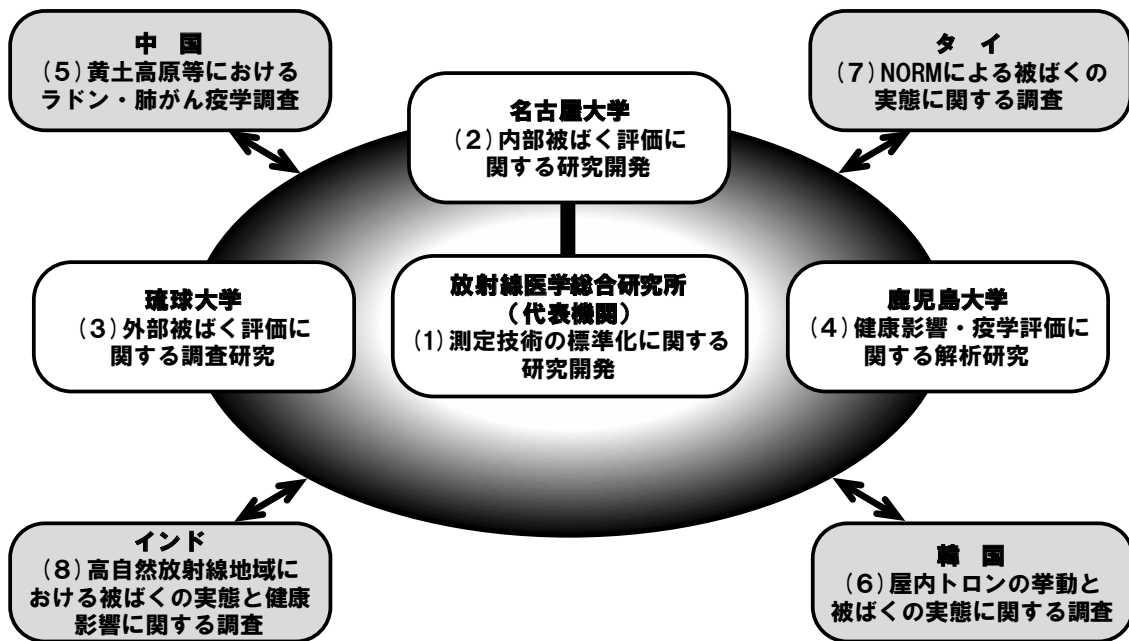 中 国
(5)黄土高原等における
ラドン・肺がん疫学調査
タ イ
(7)NORMによる被ばくの
実態に関する調査
名古屋大学
(2)内部被ばく評価に
関する研究開発
琉球大学
(3)外部被ばく評価に
関する調査研究
放射線医学総合研究所
(代表機関)
(1)測定技術の標準化に関する
研究開発
鹿児島大学
(4)健康影響・疫学評価に
関する解析研究
インド
(8)高自然放射線地域に
おける被ばくの実態と健康
影響に関する調査
韓 国
(6)屋内トロンの挙動と
被ばくの実態に関する調査